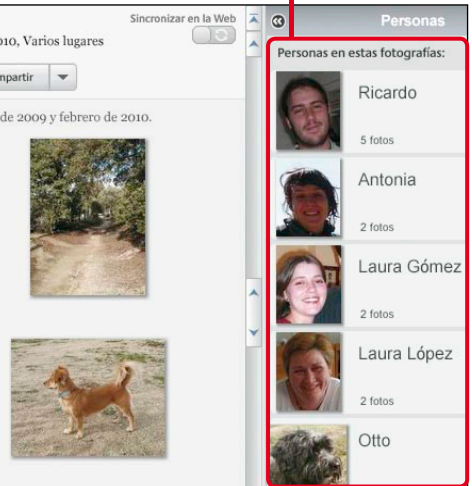 Sincronizar en la Web
010, Varios lugares
mpartir
de 2009 y febrero de 2010.
Personas
Personas en estas fotografías:
Ricardo
5 fotos
Antonia
2 fotos
Laura Gómez
2 fotos
Laura López
2 fotos
Otto